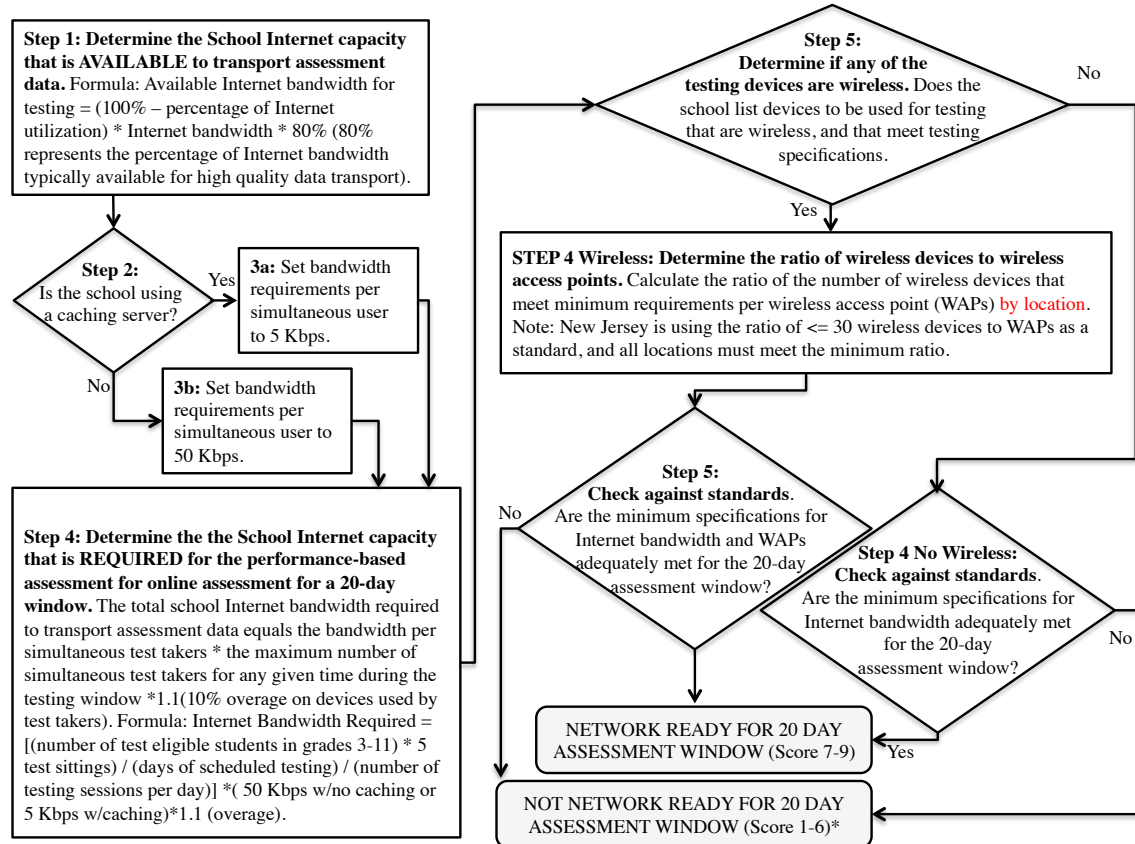 Step 1: Determine the School Internet capacity
that is AVAILABLE to transport assessment
data. Formula: Available Internet bandwidth for
testing = (100% – percentage of Internet
utilization) * Internet bandwidth * 80% (80%
represents the percentage of Internet bandwidth
typically available for high quality data transport).
Step 2:
Is the school using
a caching server?
Yes
3a: Set bandwidth
requirements per
simultaneous user
to 5 Kbps.
No
3b: Set bandwidth
requirements per
simultaneous user to
50 Kbps.
Step 4: Determine the the School Internet capacity
that is REQUIRED for the performance-based
assessment for online assessment for a 20-day
window. The total school Internet bandwidth required
to transport assessment data equals the bandwidth per
simultaneous test takers * the maximum number of
simultaneous test takers for any given time during the
testing window *1.1(10% overage on devices used by
test takers). Formula: Internet Bandwidth Required =
[(number of test eligible students in grades 3-11) * 5
test sittings) / (days of scheduled testing) / (number of
testing sessions per day)] *( 50 Kbps w/no caching or
5 Kbps w/caching)*1.1 (overage).
Step 5:
Determine if any of the
testing devices are wireless. Does the
school list devices to be used for testing
that are wireless, and that meet testing
specifications.
No
Yes
STEP 4 Wireless: Determine the ratio of wireless devices to wireless
access points. Calculate the ratio of the number of wireless devices that
meet minimum requirements per wireless access point (WAPs) by location.
Note: New Jersey is using the ratio of <= 30 wireless devices to WAPs as a
standard, and all locations must meet the minimum ratio.
Step 5:
Check against standards.
Are the minimum specifications for
Internet bandwidth and WAPs
adequately met for the 20-day
assessment window?
No
Step 4 No Wireless:
Check against standards.
Are the minimum specifications for
Internet bandwidth adequately met
for the 20-day
assessment window?
No
Yes
NETWORK READY FOR 20 DAY
ASSESSMENT WINDOW (Score 7-9)
NOT NETWORK READY FOR 20 DAY
ASSESSMENT WINDOW (Score 1-6)*